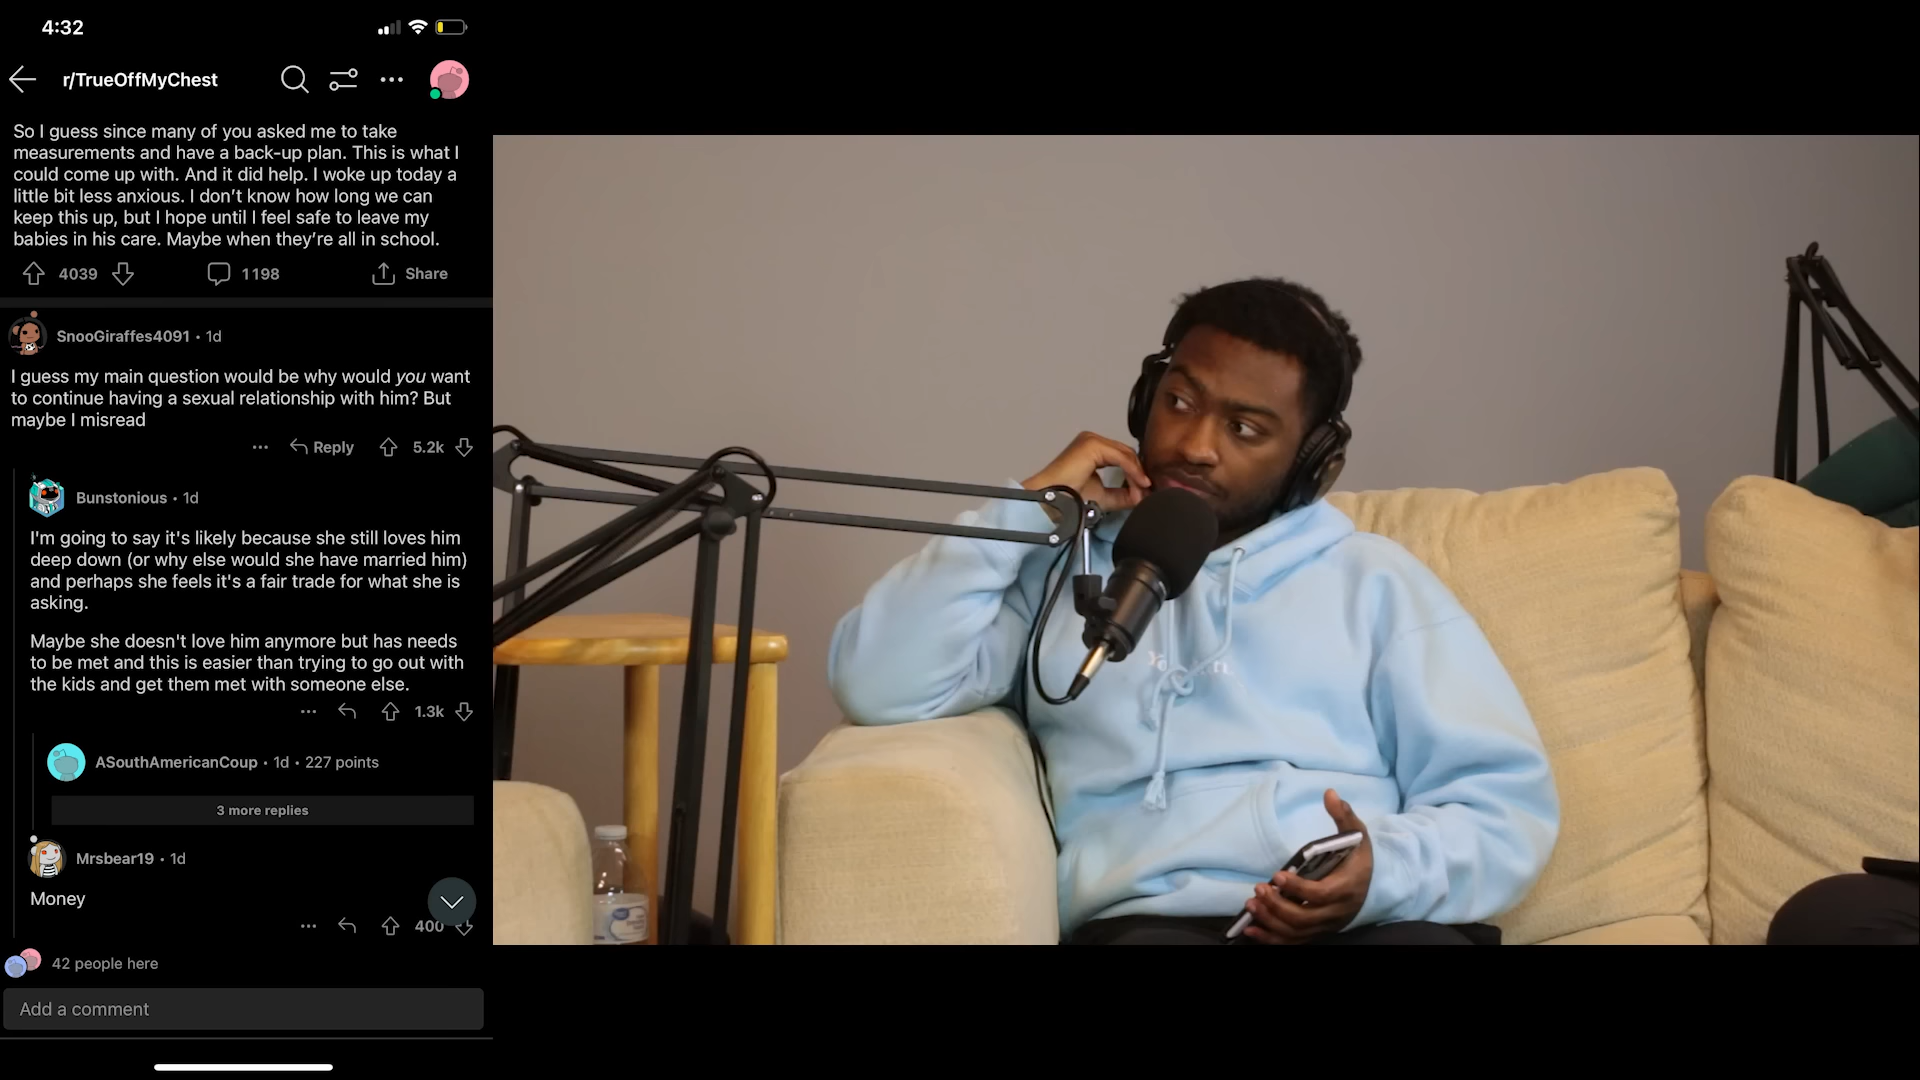 4:32
r/TrueOffMyChest
So I guess since many of you asked me to take
measurements and have a back-up plan. This is what I
could come up with. And it did help. I woke up today a
little bit less anxious. I don’t know how long we can
keep this up, but I hope until I feel safe to leave my
babies in his care. Maybe when they’re all in school.
4039
1198
Share
SnooGiraffes4091 • 1d
I guess my main question would be why would you want
to continue having a sexual relationship with him? But
maybe I misread
Reply
5.2k
Bunstonious • 1d
I'm going to say it's likely because she still loves him
deep down (or why else would she have married him)
and perhaps she feels it's a fair trade for what she is
asking.
Maybe she doesn't love him anymore but has needs
to be met and this is easier than trying to go out with
the kids and get them met with someone else.
1.3k
ASouthAmericanCoup • 1d • 227 points
3 more replies
Mrsbear19 • 1d
Money
400
42 people here
Add a comment